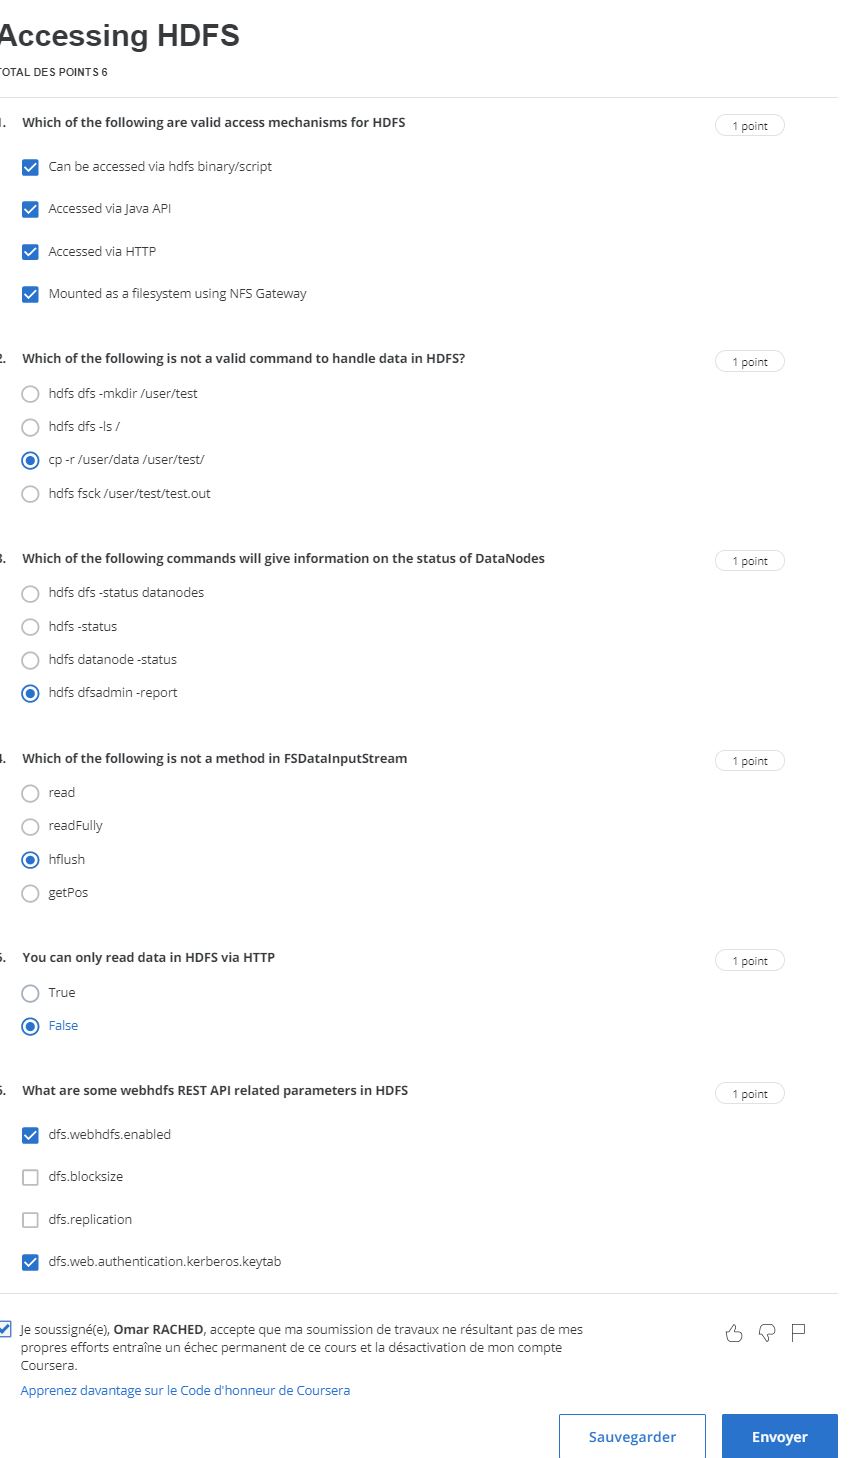 Accessing HDFS
TOTAL DES POINTS 6
Which of the following are valid access mechanisms for HDFS
1 point
Can be accessed via hdfs binary/script
Accessed via Java API
Accessed via HTTP
Mounted as a filesystem using NFS Gateway
Which of the following is not a valid command to handle data in HDFS?
1 point
hdfs dfs -mkdir /user/test
hdfs dfs -ls /
cp -r /user/data /user/test/
hdfs fsck /user/test/test.out
Which of the following commands will give information on the status of DataNodes
1 point
hdfs dfs -status datanodes
hdfs -status
hdfs datanode -status
hdfs dfsadmin -report
Which of the following is not a method in FSDataInputStream
1 point
read
readFully
hflush
getPos
You can only read data in HDFS via HTTP
1 point
True
False
What are some webhdfs REST API related parameters in HDFS
1 point
dfs.webhdfs.enabled
dfs.blocksize
dfs.replication
dfs.web.authentication.kerberos.keytab
Je soussigné(e), Omar RACHED, accepte que ma soumission de travaux ne résultant pas de mes
propres efforts entraîne un échec permanent de ce cours et la désactivation de mon compte
Coursera.
Apprenez davantage sur le Code d'honneur de Coursera
Sauvegarder
Envoyer